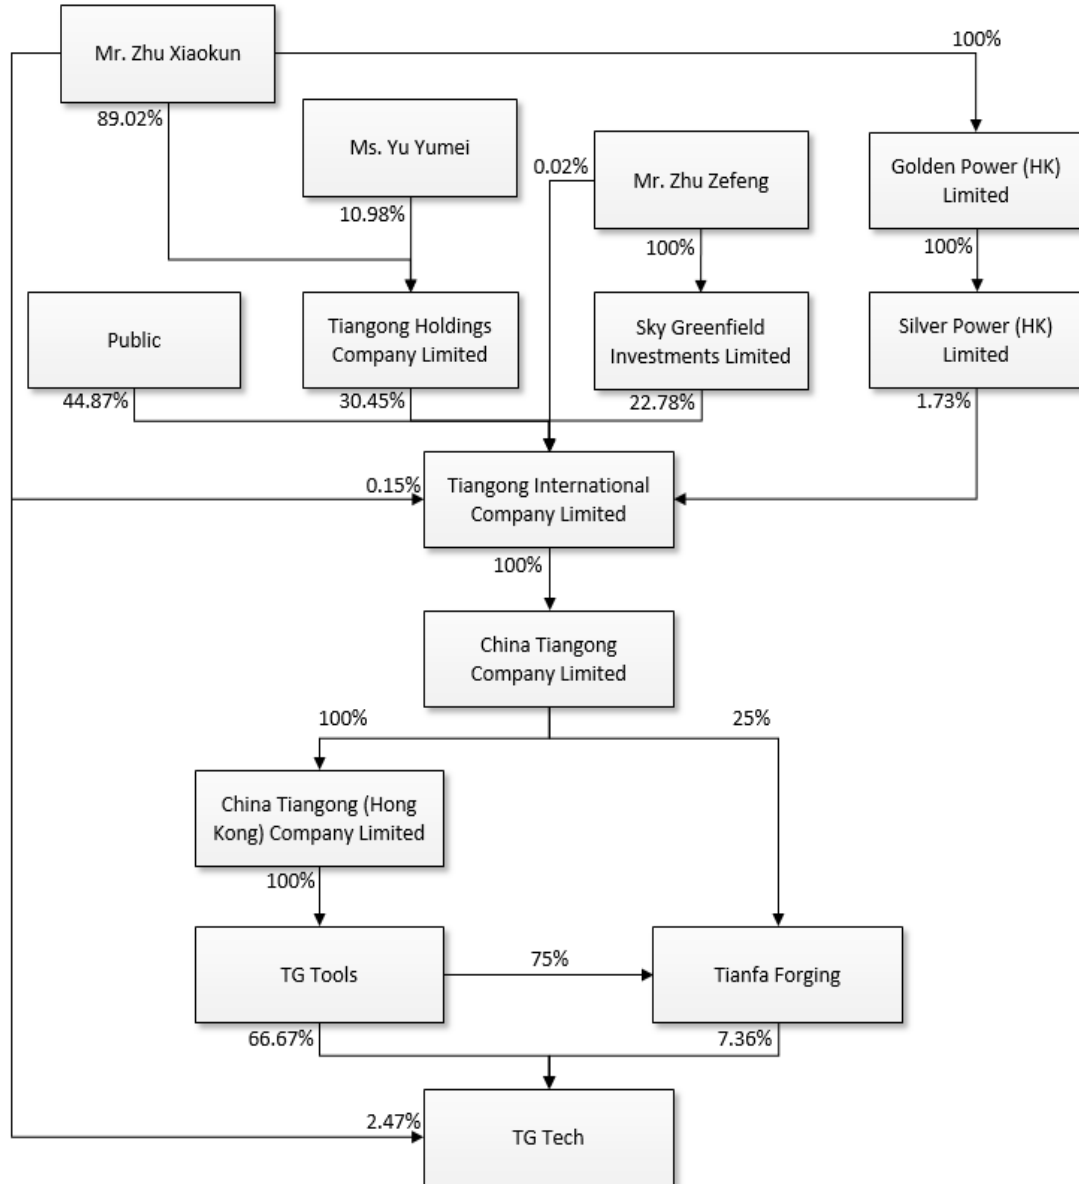 Mr. Zhu Xiaokun
100%
89.02%
Ms. Yu Yumei
0.02%
Mr. Zhu Zefeng
Golden Power (HK)
Limited
10.98%
100%
100%
Public
Tiangong Holdings
Company Limited
Sky Greenfield
Investments Limited
Silver Power (HK)
Limited
44.87%
30.45%
22.78%
1.73%
0.15%
Tiangong International
Company Limited
100%
China Tiangong
Company Limited
100%
25%
China Tiangong (Hong
Kong) Company Limited
100%
TG Tools
75%
Tianfa Forging
66.67%
7.36%
2.47%
TG Tech